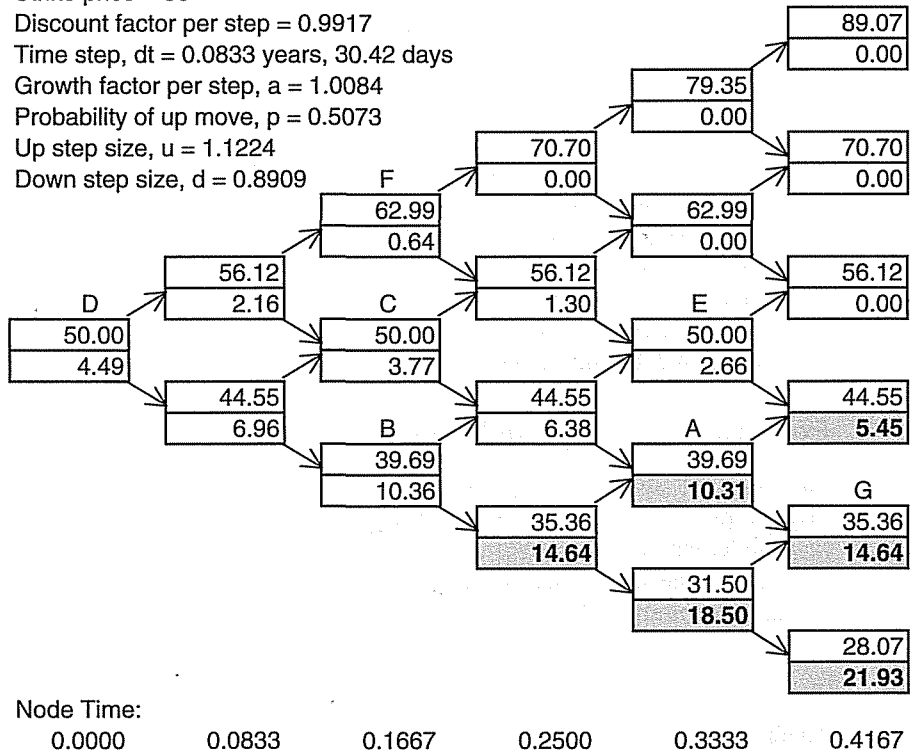 Strike price = 50
Discount factor per step = 0.9917
Time step, dt = 0.0833 years, 30.42 days
Growth factor per step, a = 1.0084
Probability of up move, p = 0.5073
Up step size, u = 1.1224
Down step size, d = 0.8909
D
50.00
4.49
56.12
2.16
44.55
6.96
F
62.99
0.64
C
50.00
3.77
B
39.69
10.36
70.70
0.00
56.12
1.30
44.55
6.38
35.36
14.64
79.35
0.00
62.99
0.00
E
50.00
2.66
A
39.69
10.31
31.50
18.50
89.07
0.00
70.70
0.00
56.12
0.00
44.55
5.45
G
35.36
14.64
28.07
21.93
Node Time:
0.0000 0.0833 0.1667 0.2500 0.3333 0.4167